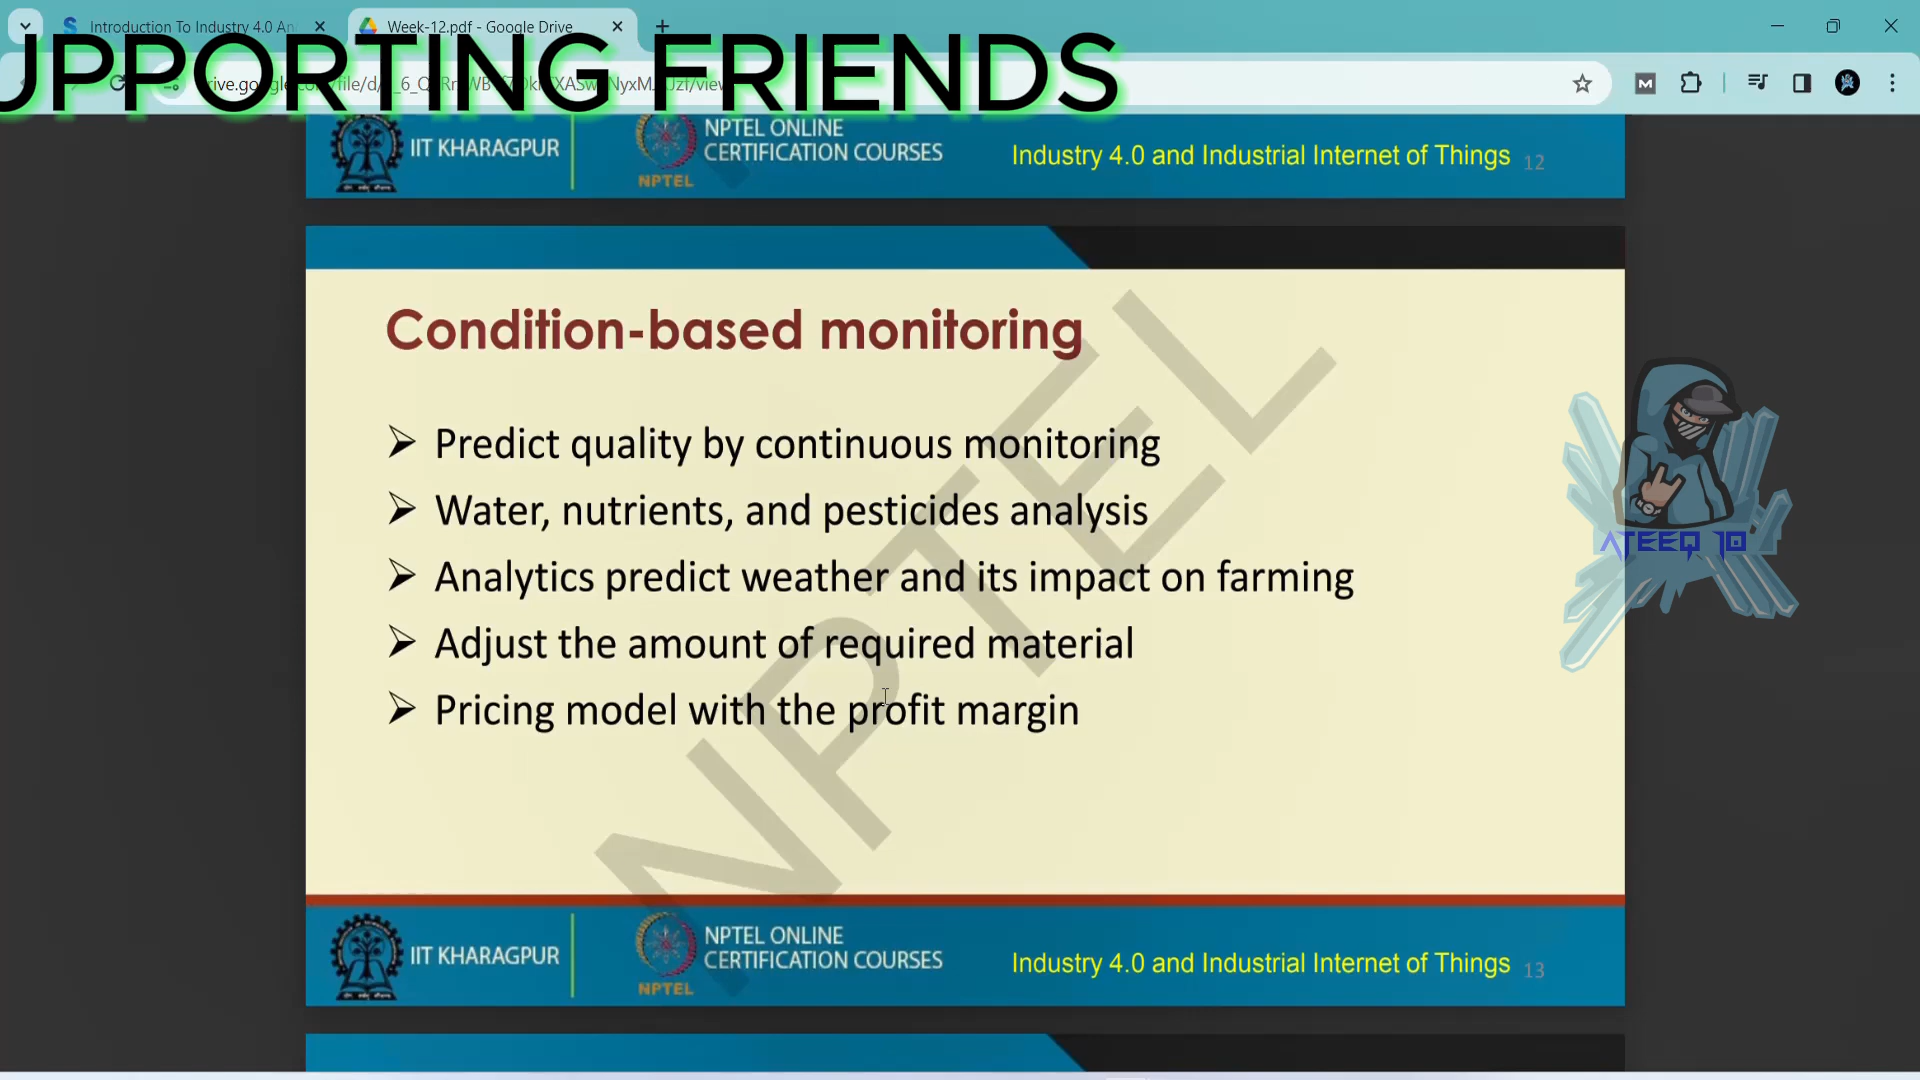 Introduction To Industry 4.0 An
Week-12.pdf - Google Drive
UPPORTING FRIENDS
IIT KHARAGPUR
NPTEL
NPTEL ONLINE
CERTIFICATION COURSES
Industry 4.0 and Industrial Internet of Things 12
Condition-based monitoring
Predict quality by continuous monitoring
Water, nutrients, and pesticides analysis
Analytics predict weather and its impact on farming
Adjust the amount of required material
Pricing model with the profit margin
NPTEL
ATEEQ 10
IIT KHARAGPUR
NPTEL
NPTEL ONLINE
CERTIFICATION COURSES
Industry 4.0 and Industrial Internet of Things 13